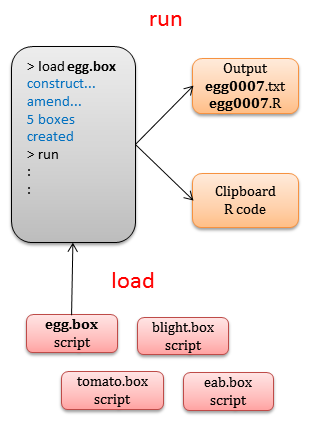 run
> load egg.box
construct...
amend...
5 boxes
created
> run
:
:
Output
egg0007.txt
egg0007.R
Clipboard
R code
load
egg.box
script
blight.box
script
tomato.box
script
eab.box
script